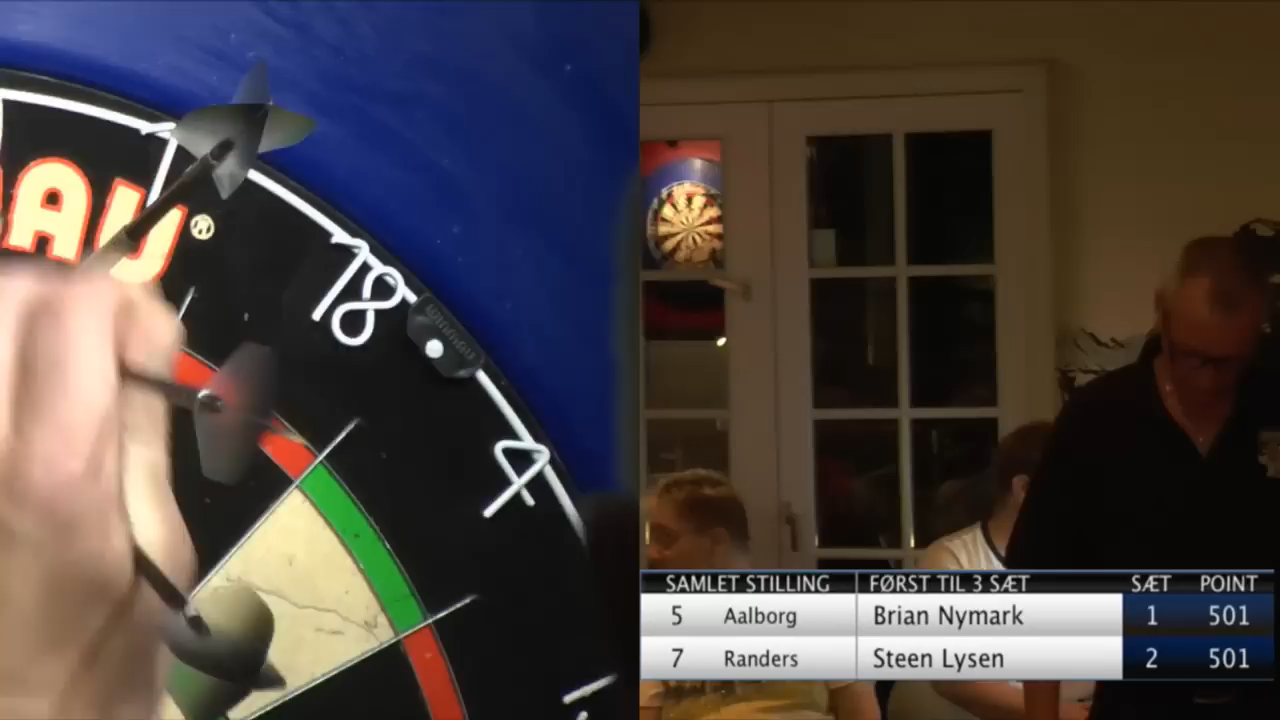 AU®
18
4
SAMLET STILLING FØRST TIL 3 SÆT SÆT POINT
5 Aalborg Brian Nymark 1 501
7 Randers Steen Lysen 2 501